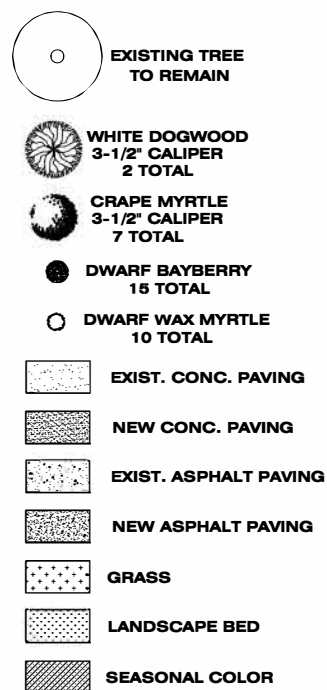 EXISTING TREE
TO REMAIN
WHITE DOGWOOD
3-1/2" CALIPER
2 TOTAL
CRAPE MYRTLE
3-1/2" CALIPER
7 TOTAL
DWARF BAYBERRY
15 TOTAL
DWARF WAX MYRTLE
10 TOTAL
EXIST. CONC. PAVING
NEW CONC. PAVING
EXIST. ASPHALT PAVING
NEW ASPHALT PAVING
GRASS
LANDSCAPE BED
SEASONAL COLOR